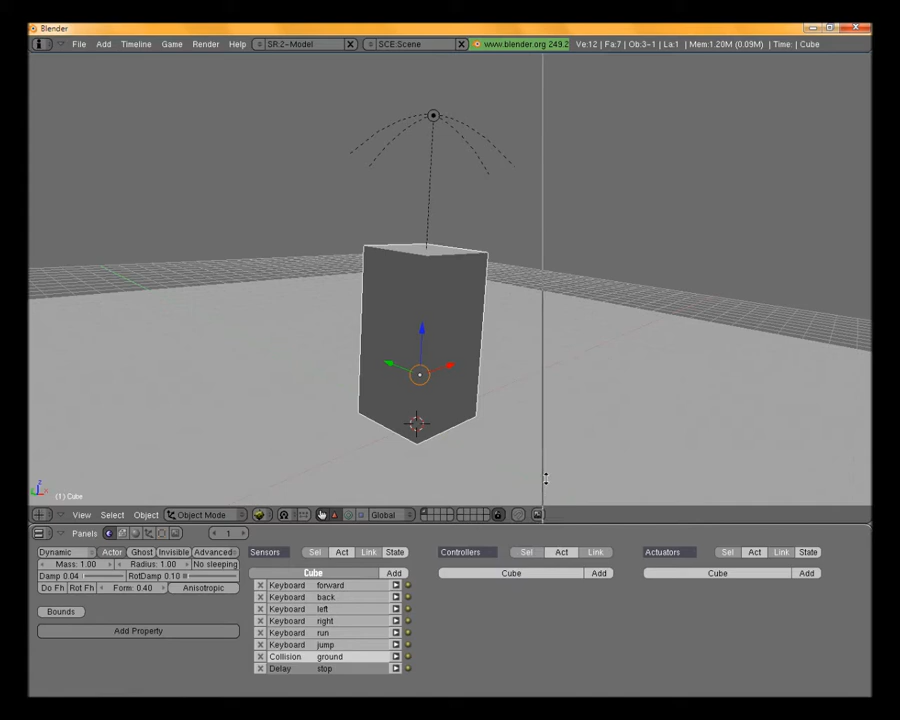 Blender
File Add Timeline Game Render Help SR:2-Model SCE:Scene www.blender.org 249.2 Ve:12 | Fa:7 | Ob:3-1 | La:1 | Mem:1.20M (0.09M) | Time: | Cube
z
(1) Cube
View Select Object Object Mode Global
Panels 1
Dynamic Actor Ghost Invisible Advanced No sleeping
Mass: 1.00 Radius: 1.00
Damp 0.04 RotDamp 0.10
Do Fh Rot Fh Form: 0.40 Anisotropic
Bounds
Add Property
Sensors Sel Act Link State
Cube Add
Keyboard forward
Keyboard back
Keyboard left
Keyboard right
Keyboard run
Keyboard jump
Collision ground
Delay stop
Controllers Sel Act Link
Cube Add
Actuators Sel Act Link State
Cube Add